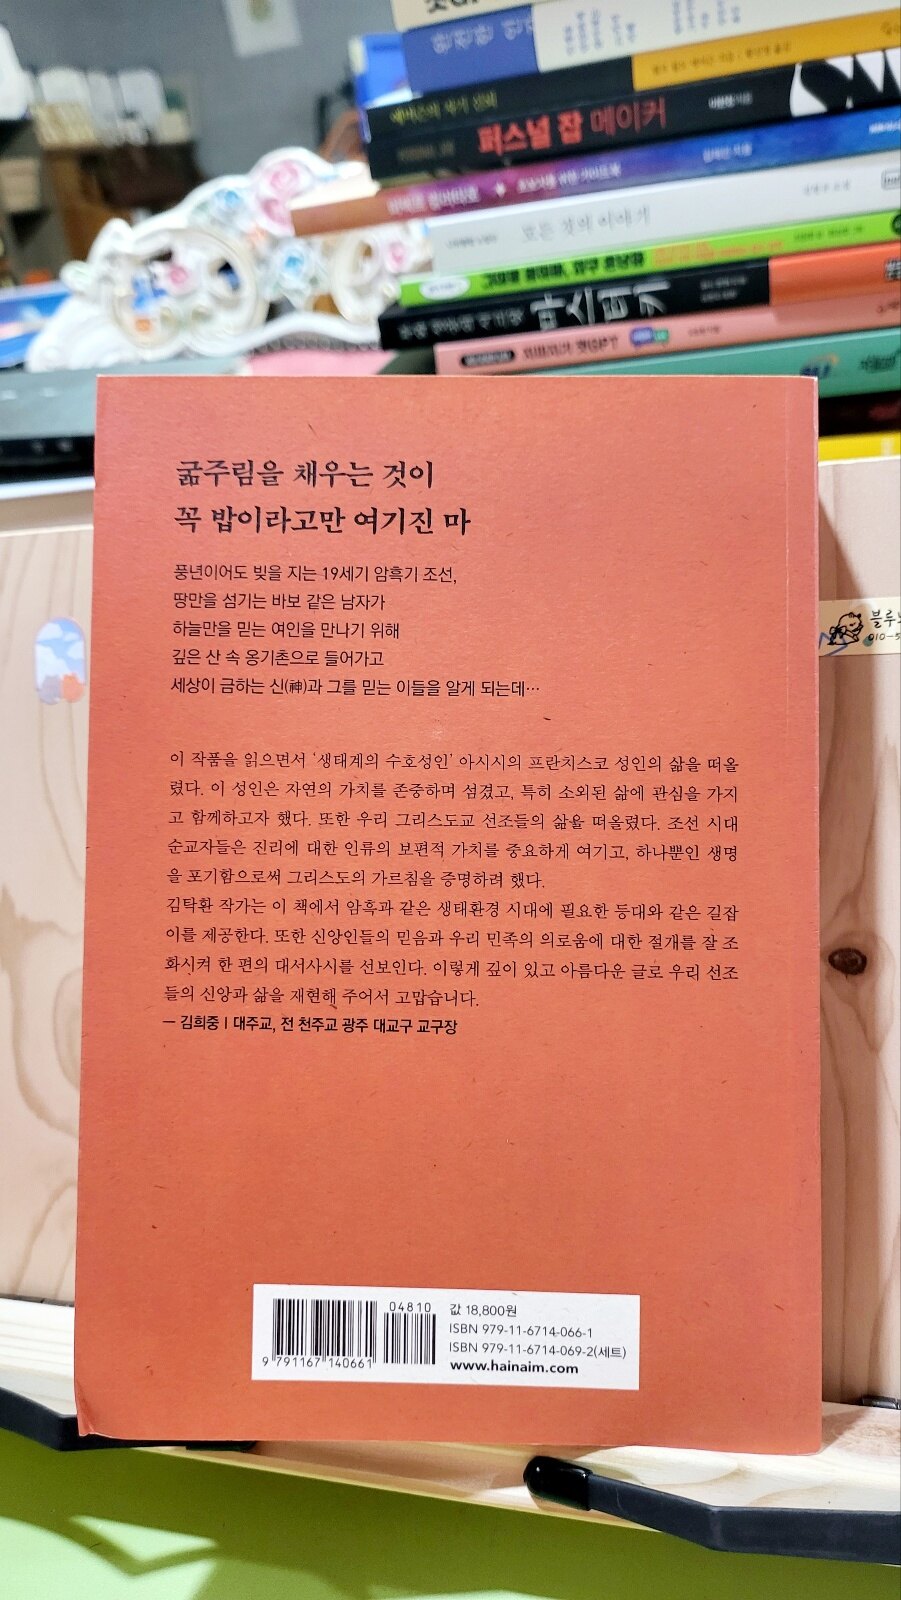 퍼스널 잡 메이커
모든 것의 이야기
굶주림을 채우는 것이
꼭 밥이라고만 여기진 마
풍년이어도 빚을 지는 19세기 암흑기 조선,
땅만을 섬기는 바보 같은 남자가
하늘만을 믿는 여인을 만나기 위해
깊은 산 속 옹기촌으로 들어가고
세상이 금하는 신(神)과 그를 믿는 이들을 알게 되는데…
이 작품을 읽으면서 ‘생태계의 수호성인’ 아시시의 프란치스코 성인의 삶을 떠올
렸다. 이 성인은 자연의 가치를 존중하며 섬겼고, 특히 소외된 삶에 관심을 가지
고 함께하고자 했다. 또한 우리 그리스도교 선조들의 삶을 떠올렸다. 조선 시대
순교자들은 진리에 대한 인류의 보편적 가치를 중요하게 여기고, 하나뿐인 생명
을 포기함으로써 그리스도의 가르침을 증명하려 했다.
김탁환 작가는 이 책에서 암흑과 같은 생태환경 시대에 필요한 등대와 같은 길잡
이를 제공한다. 또한 신앙인들의 믿음과 우리 민족의 의로움에 대한 절개를 잘 조
화시켜 한 편의 대서사시를 선보인다. 이렇게 깊이 있고 아름다운 글로 우리 선조
들의 신앙과 삶을 재현해 주어서 고맙습니다.
— 김희중 | 대주교, 전 천주교 광주 대교구 교구장
블루
010-5
04810
9 791167 140661
값 18,800원
ISBN 979-11-6714-066-1
ISBN 979-11-6714-069-2(세트)
www.hainaim.com